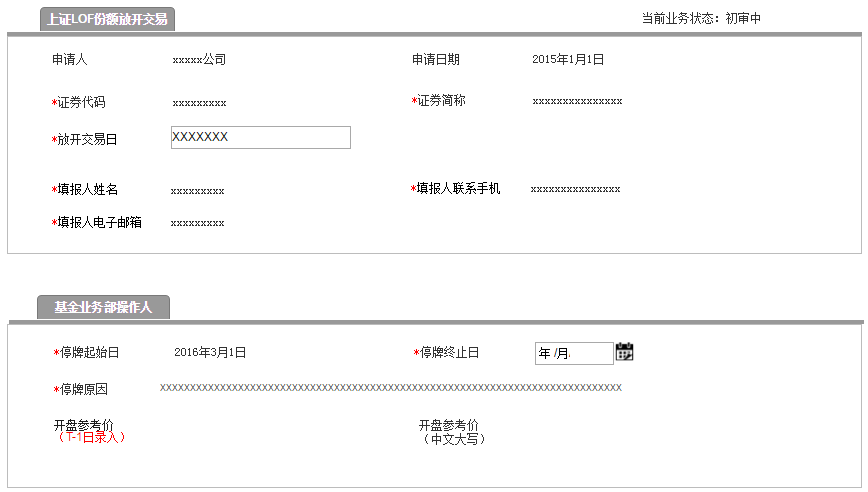 上证LOF份额放开交易 当前业务状态：初审中
申请人 xxxxx公司 申请日期 2015年1月1日
*证券代码 xxxxxxxxx *证券简称 xxxxxxxxxxxxxxx
*放开交易日 XXXXXXX
*填报人姓名 xxxxxxxxx *填报人联系手机 xxxxxxxxxxxxxxx
*填报人电子邮箱 xxxxxxxxx
基金业务部操作人
*停牌起始日 2016年3月1日 *停牌终止日 年 /月.
*停牌原因 XXXXXXXXXXXXXXXXXXXXXXXXXXXXXXXXXXXXXXXXXXXXXXXXXXXXXXXXXXXXXXXXXXXXXXXXXXXXX
开盘参考价 开盘参考价
（T-1日录入） （中文大写）